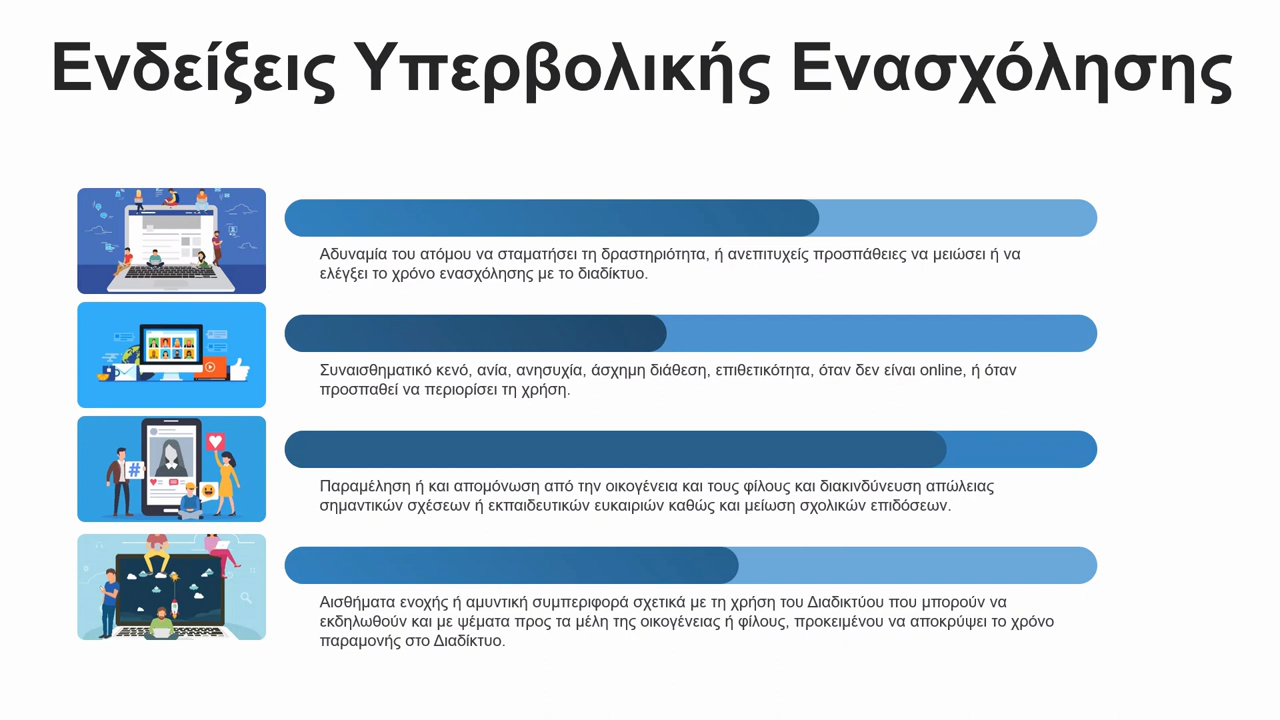 Ενδείξεις Υπερβολικής Ενασχόλησης
Αδυναμία του ατόμου να σταματήσει τη δραστηριότητα, ή ανεπιτυχείς προσπάθειες να μειώσει ή να
ελέγξει το χρόνο ενασχόλησης με το διαδίκτυο.
Συναισθηματικό κενό, ανία, ανησυχία, άσχημη διάθεση, επιθετικότητα, όταν δεν είναι online, ή όταν
προσπαθεί να περιορίσει τη χρήση.
#
Παραμέληση ή και απομόνωση από την οικογένεια και τους φίλους και διακινδύνευση απώλειας
σημαντικών σχέσεων ή εκπαιδευτικών ευκαιριών καθώς και μείωση σχολικών επιδόσεων.
Αισθήματα ενοχής ή αμυντική συμπεριφορά σχετικά με τη χρήση του Διαδικτύου που μπορούν να
εκδηλωθούν και με ψέματα προς τα μέλη της οικογένειας ή φίλους, προκειμένου να αποκρύψει το χρόνο
παραμονής στο Διαδίκτυο.